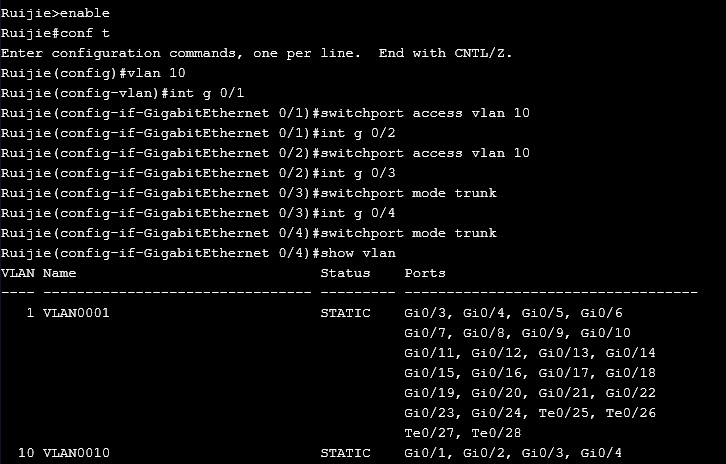 Ruijie>enable
Ruijie#conf t
Enter configuration commands, one per line.  End with CNTL/Z.
Ruijie(config)#vlan 10
Ruijie(config-vlan)#int g 0/1
Ruijie(config-if-GigabitEthernet 0/1)#switchport access vlan 10
Ruijie(config-if-GigabitEthernet 0/1)#int g 0/2
Ruijie(config-if-GigabitEthernet 0/2)#switchport access vlan 10
Ruijie(config-if-GigabitEthernet 0/2)#int g 0/3
Ruijie(config-if-GigabitEthernet 0/3)#switchport mode trunk
Ruijie(config-if-GigabitEthernet 0/3)#int g 0/4
Ruijie(config-if-GigabitEthernet 0/4)#switchport mode trunk
Ruijie(config-if-GigabitEthernet 0/4)#show vlan
VLAN Name                             Status    Ports
---- -------------------------------- --------- -----------------------------------
   1 VLAN0001                         STATIC    Gi0/3, Gi0/4, Gi0/5, Gi0/6
                                                Gi0/7, Gi0/8, Gi0/9, Gi0/10
                                                Gi0/11, Gi0/12, Gi0/13, Gi0/14
                                                Gi0/15, Gi0/16, Gi0/17, Gi0/18
                                                Gi0/19, Gi0/20, Gi0/21, Gi0/22
                                                Gi0/23, Gi0/24, Te0/25, Te0/26
                                                Te0/27, Te0/28
  10 VLAN0010                         STATIC    Gi0/1, Gi0/2, Gi0/3, Gi0/4